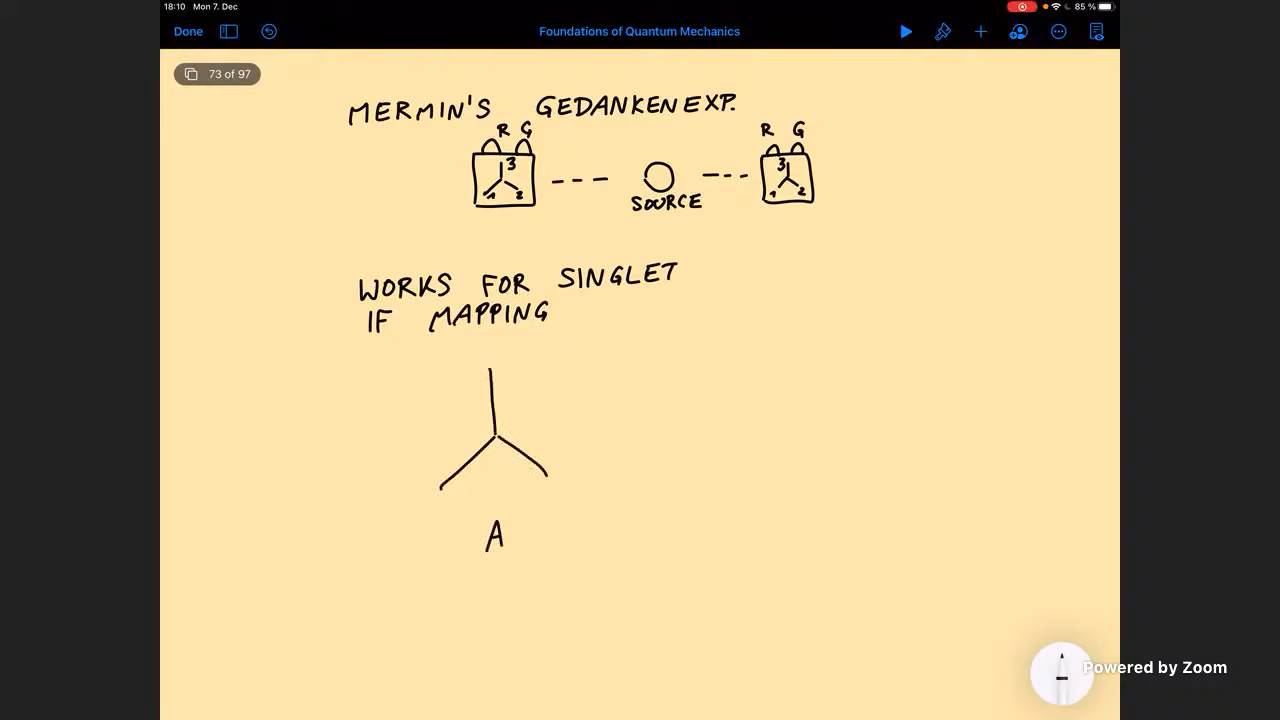 18:10 Mon 7. Dec
85 %
Done
Foundations of Quantum Mechanics
73 of 97
MERMIN'S GEDANKENEXP.
R G
R G
3
3
1 2
1 2
SOURCE
WORKS FOR SINGLET
IF MAPPING
A
Powered by Zoom